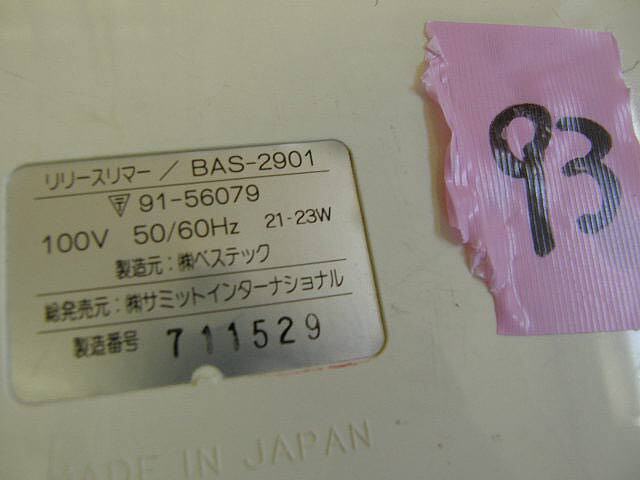 リリースリマー / BAS-2901
〒 91-56079
100V 50/60Hz 21-23W
製造元：㈱ベステック
総発売元：㈱サミットインターナショナル
製造番号 711529
MADE IN JAPAN
93